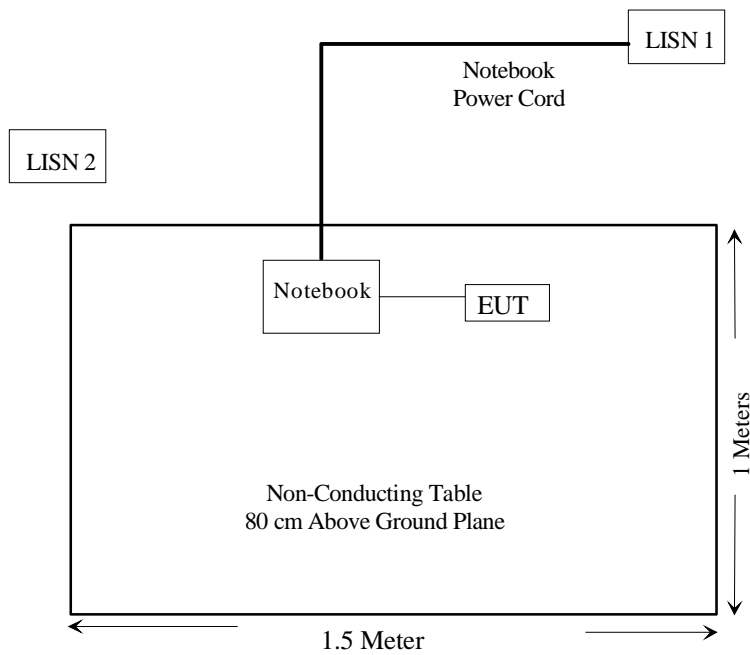 LISN 1
Notebook
Power Cord
LISN 2
Notebook
EUT
1 Meters
Non-Conducting Table
80 cm Above Ground Plane
1.5 Meter